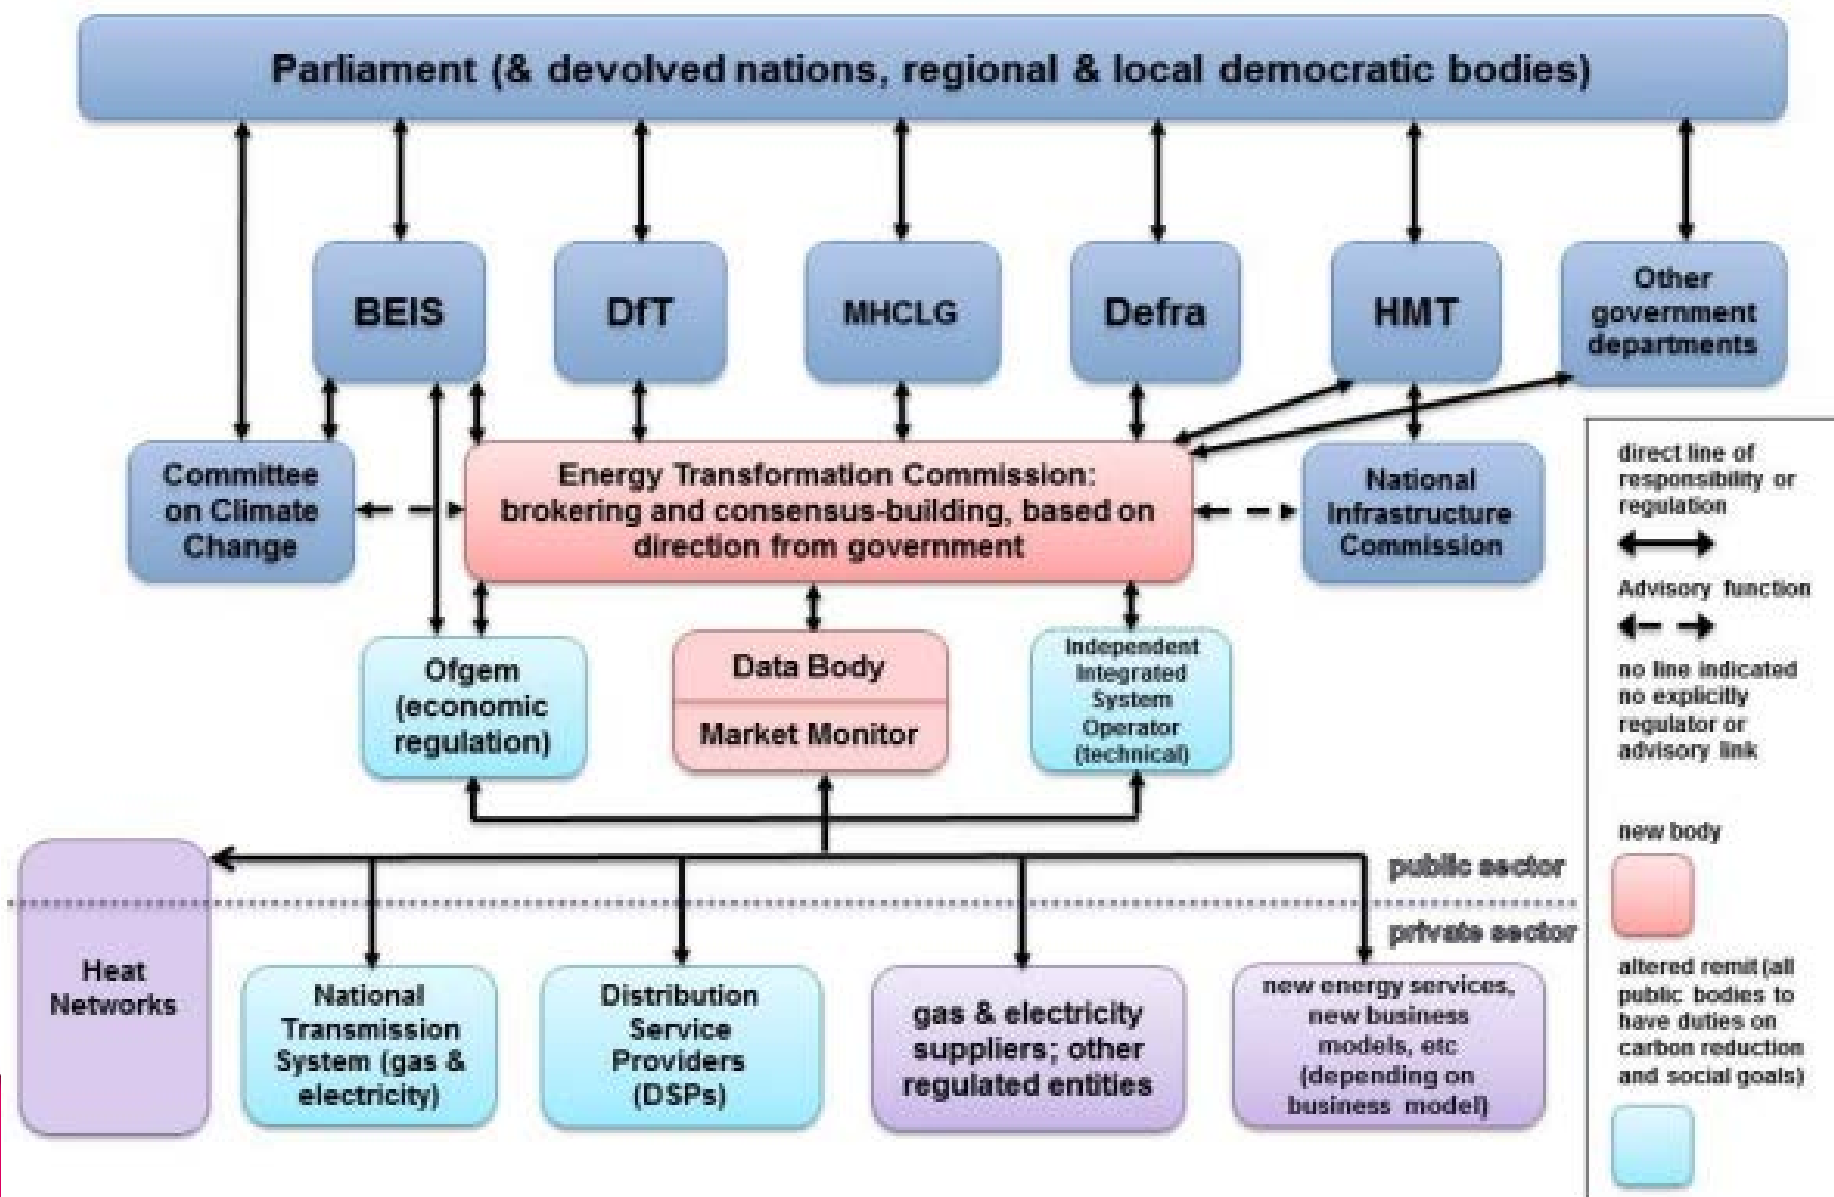 Parliament (& devolved nations, regional & local democratic bodies)
BEIS
DfT
MHCLG
Defra
HMT
Other
government
departments
Committee
on Climate
Change
Energy Transformation Commission:
brokering and consensus-building, based on
direction from government
National
Infrastructure
Commission
Ofgem
(economic
regulation)
Data Body
Market Monitor
Independent
Integrated
System
Operator
(technical)
public sector
private sector
Heat
Networks
National
Transmission
System (gas &
electricity)
Distribution
Service
Providers
(DSPs)
gas & electricity
suppliers; other
regulated entities
new energy services,
new business
models, etc
(depending on
business model)
direct line of
responsibility or
regulation
Advisory function
no line indicated
no explicitly
regulator or
advisory link
new body
altered remit (all
public bodies to
have duties on
carbon reduction
and social goals)